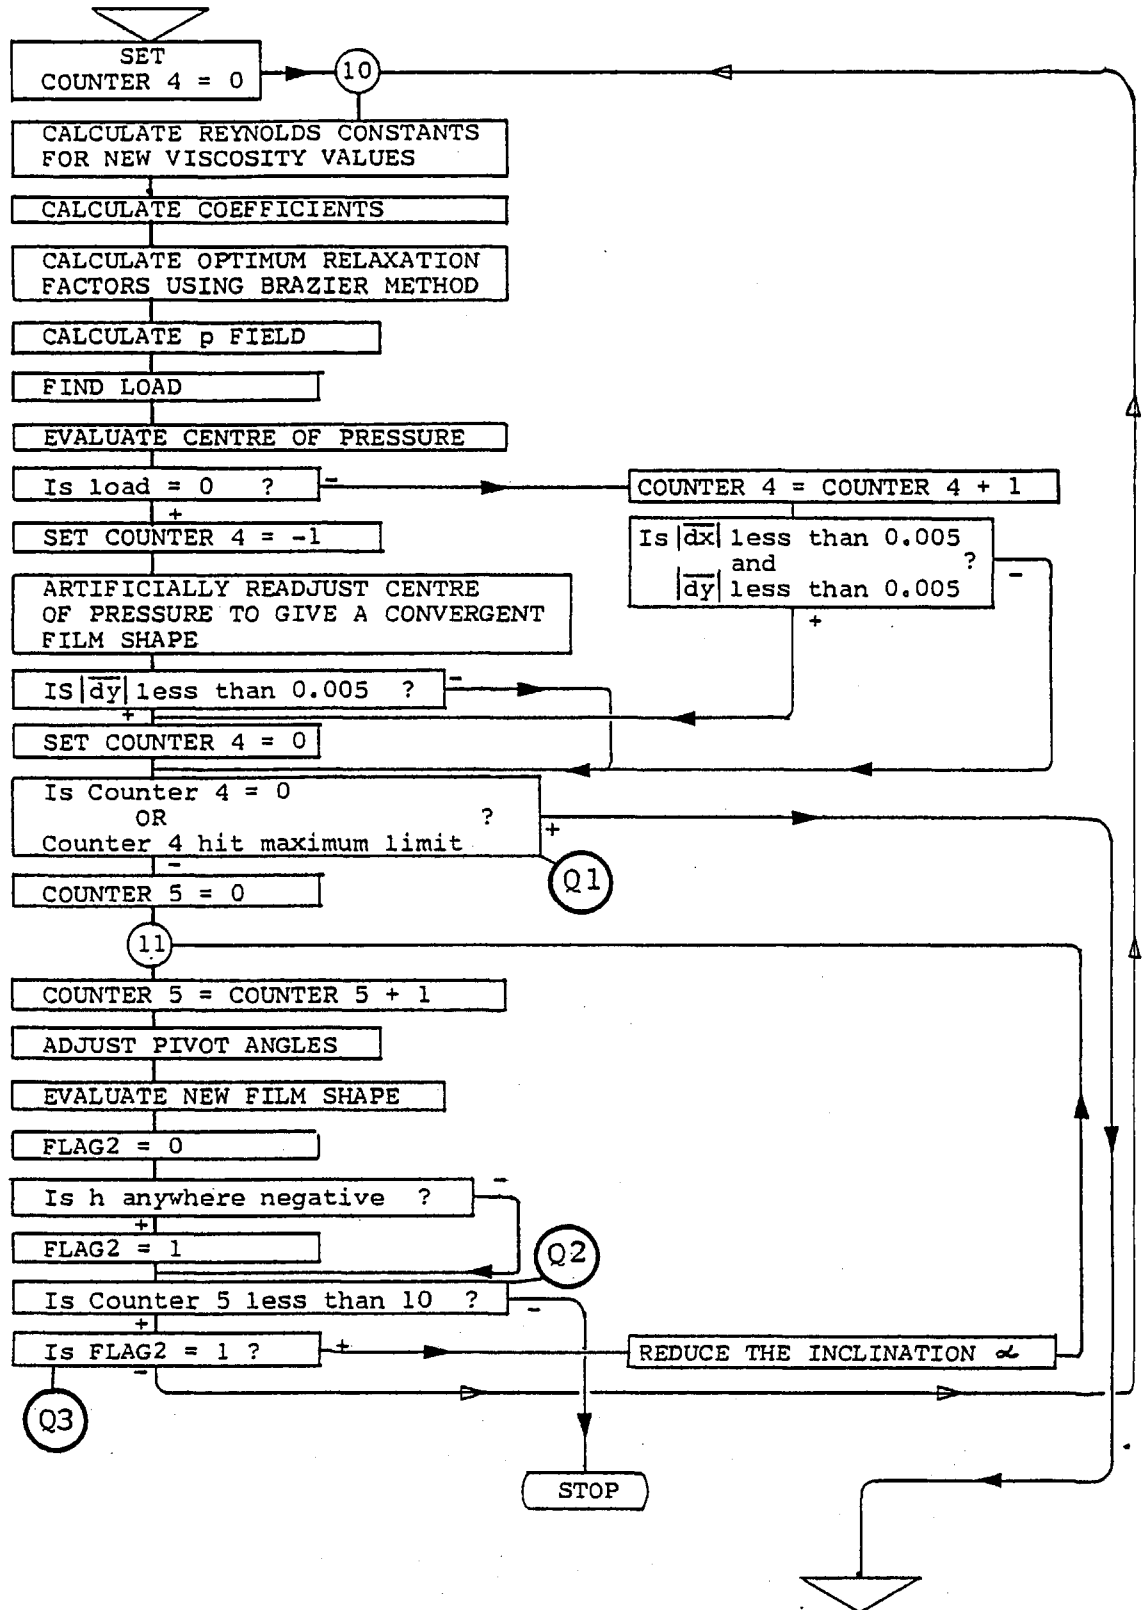 SET
COUNTER 4 = 0
10
CALCULATE REYNOLDS CONSTANTS
FOR NEW VISCOSITY VALUES
CALCULATE COEFFICIENTS
CALCULATE OPTIMUM RELAXATION
FACTORS USING BRAZIER METHOD
CALCULATE p FIELD
FIND LOAD
EVALUATE CENTRE OF PRESSURE
Is load = 0 ?
-
+
COUNTER 4 = COUNTER 4 + 1
SET COUNTER 4 = -1
Is |dx| less than 0.005
and ?
|dy| less than 0.005
-
+
ARTIFICIALLY READJUST CENTRE
OF PRESSURE TO GIVE A CONVERGENT
FILM SHAPE
IS |dy| less than 0.005 ?
-
+
SET COUNTER 4 = 0
Is Counter 4 = 0
OR ?
Counter 4 hit maximum limit
+
-
Q1
COUNTER 5 = 0
11
COUNTER 5 = COUNTER 5 + 1
ADJUST PIVOT ANGLES
EVALUATE NEW FILM SHAPE
FLAG2 = 0
Is h anywhere negative ?
-
+
FLAG2 = 1
Q2
Is Counter 5 less than 10 ?
-
+
Is FLAG2 = 1 ?
+
-
REDUCE THE INCLINATION α
Q3
STOP